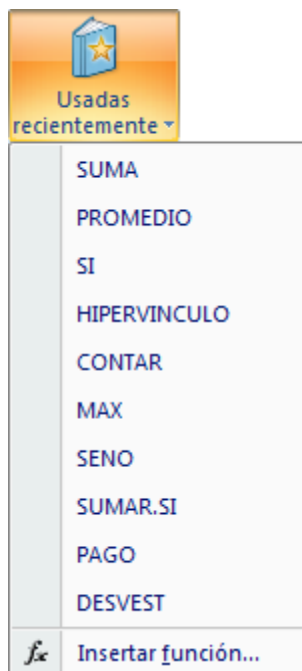 Usadas
recientemente
SUMA
PROMEDIO
SI
HIPERVINCULO
CONTAR
MAX
SENO
SUMAR.SI
PAGO
DESVEST
fx Insertar función...